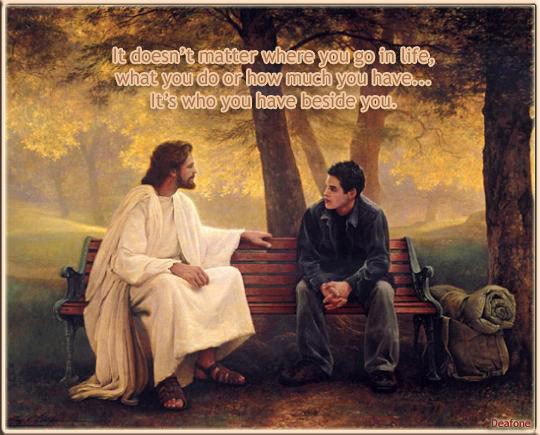 It doesn't matter where you go in life,
what you do or how much you have...
It's who you have beside you.
Deafone